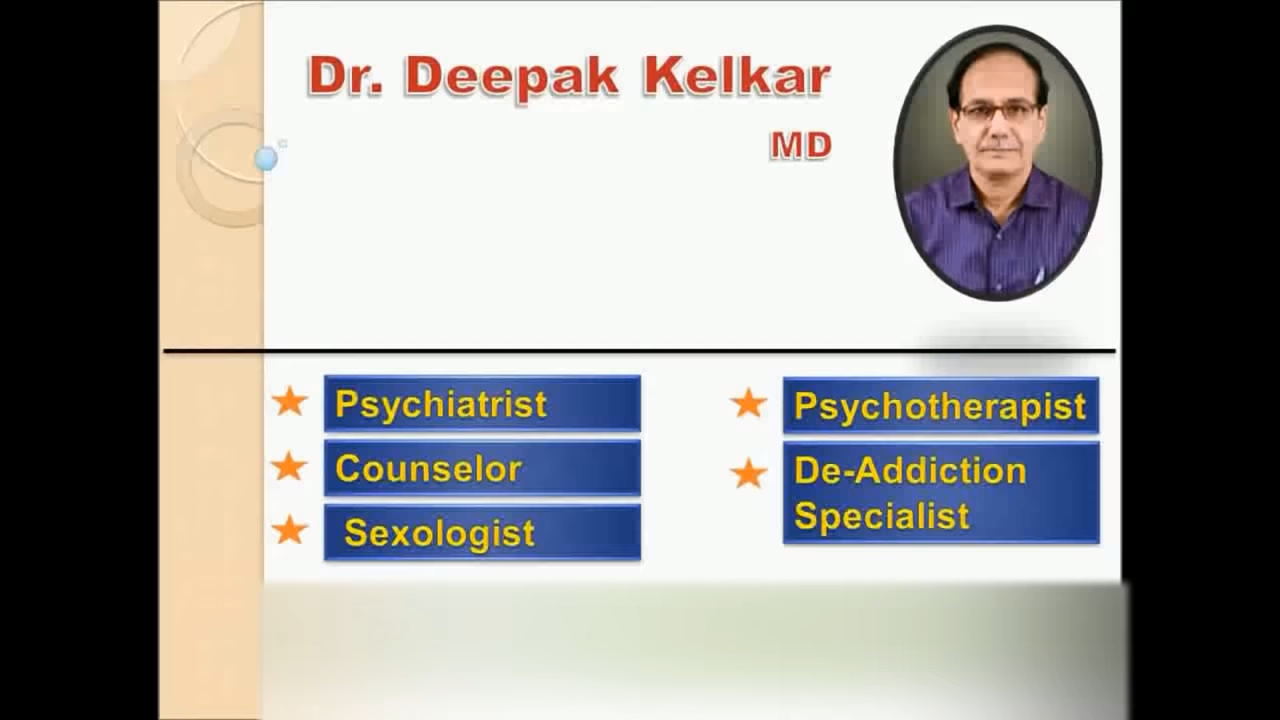 Dr. Deepak Kelkar
MD
Psychiatrist
Counselor
Sexologist
Psychotherapist
De-Addiction
Specialist